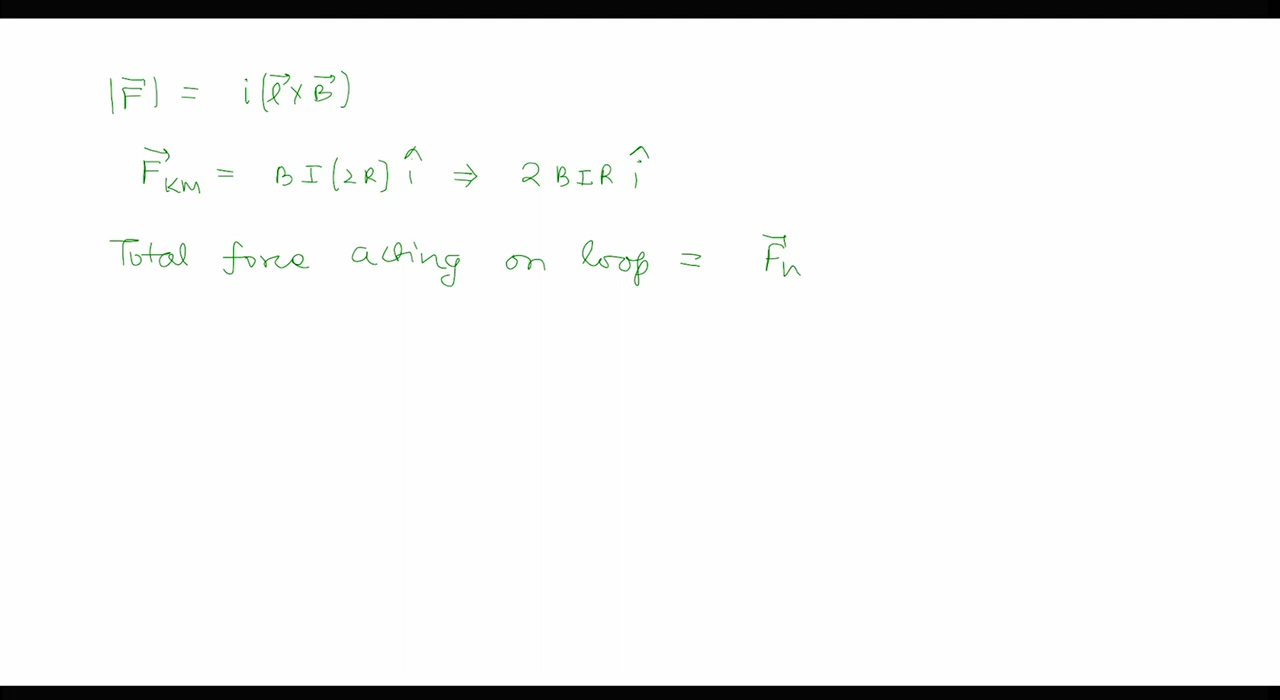 |F⃗| = i(l⃗×B⃗)
F⃗KM = BI(2R) î ⇒ 2BIR î
Total force acting on loop = F⃗n